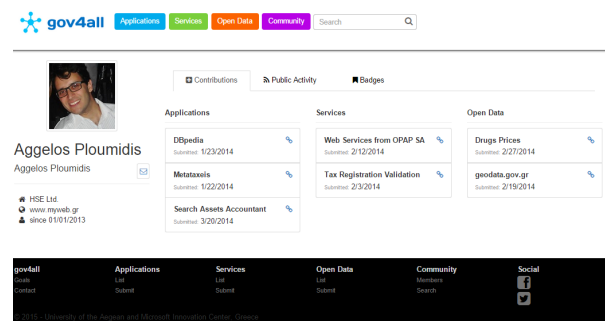 gov4all Applications Services Open Data Community Search
Contributions Public Activity Badges
Aggelos Ploumidis
Aggelos Ploumidis
HSE Ltd.
www.myweb.gr
since 01/01/2013
Applications
DBpedia
Submitted: 1/23/2014
Metataxeis
Submitted: 1/22/2014
Search Assets Accountant
Submitted: 3/20/2014
Services
Web Services from OPAP SA
Submitted: 2/12/2014
Tax Registration Validation
Submitted: 2/3/2014
Open Data
Drugs Prices
Submitted: 2/27/2014
geodata.gov.gr
Submitted: 2/19/2014
gov4all
Goals
Contact
Applications
List
Submit
Services
List
Submit
Open Data
List
Submit
Community
Members
Search
Social
© 2015 - University of the Aegean and Microsoft Innovation Center, Greece